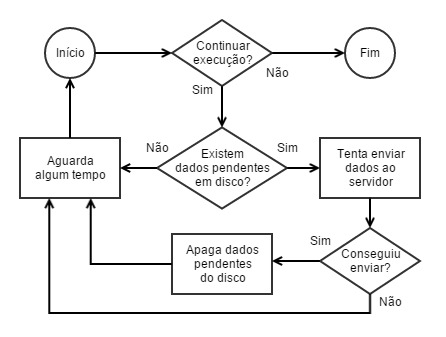 Início
Continuar
execução?
Fim
Não
Sim
Existem
dados pendentes
em disco?
Não
Sim
Aguarda
algum tempo
Tenta enviar
dados ao
servidor
Sim
Conseguiu
enviar?
Apaga dados
pendentes
do disco
Não